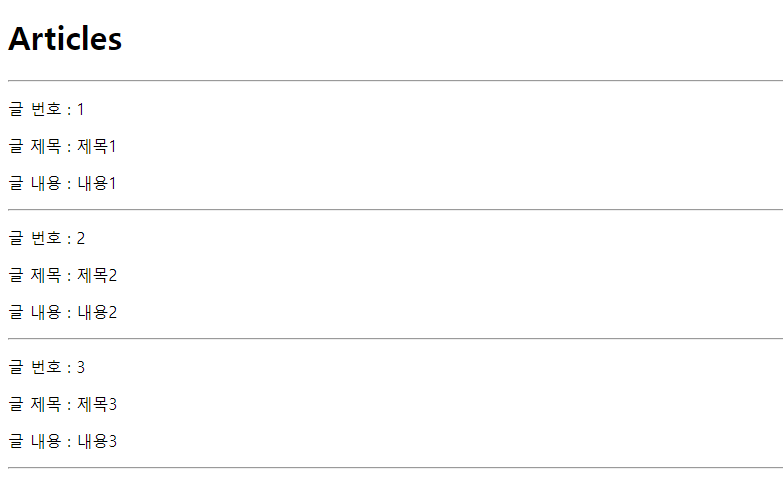 Articles
글 번호 : 1
글 제목 : 제목1
글 내용 : 내용1
글 번호 : 2
글 제목 : 제목2
글 내용 : 내용2
글 번호 : 3
글 제목 : 제목3
글 내용 : 내용3